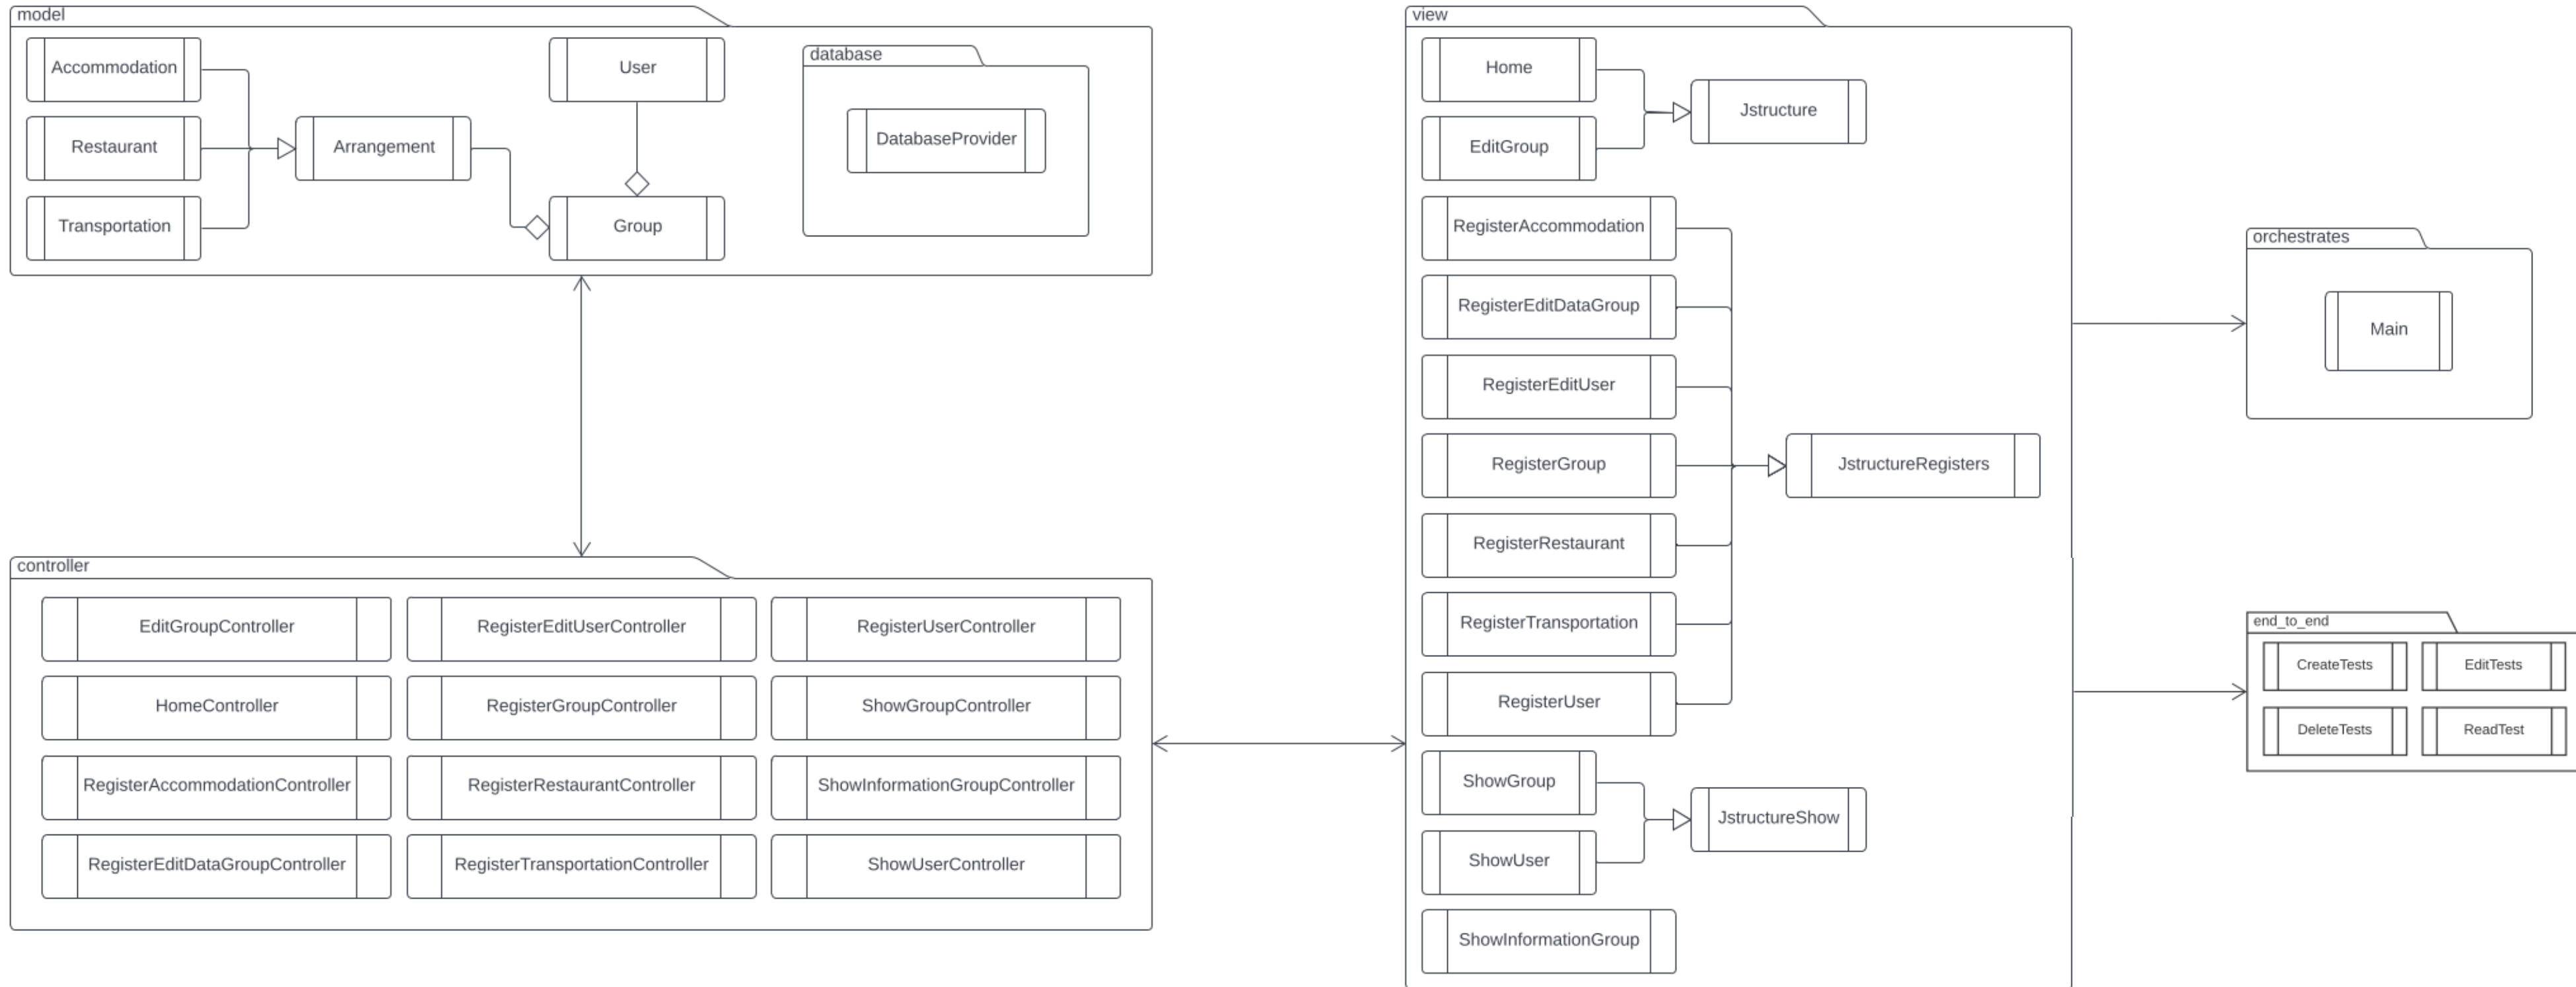 model
Accommodation
Restaurant
Transportation
Arrangement
User
Group
database
DatabaseProvider
controller
EditGroupController
RegisterEditUserController
RegisterUserController
HomeController
RegisterGroupController
ShowGroupController
RegisterAccommodationController
RegisterRestaurantController
ShowInformationGroupController
RegisterEditDataGroupController
RegisterTransportationController
ShowUserController
view
Home
EditGroup
Jstructure
RegisterAccommodation
RegisterEditDataGroup
RegisterEditUser
RegisterGroup
RegisterRestaurant
RegisterTransportation
RegisterUser
JstructureRegisters
ShowGroup
ShowUser
JstructureShow
ShowInformationGroup
orchestrates
Main
end_to_end
CreateTests
EditTests
DeleteTests
ReadTest